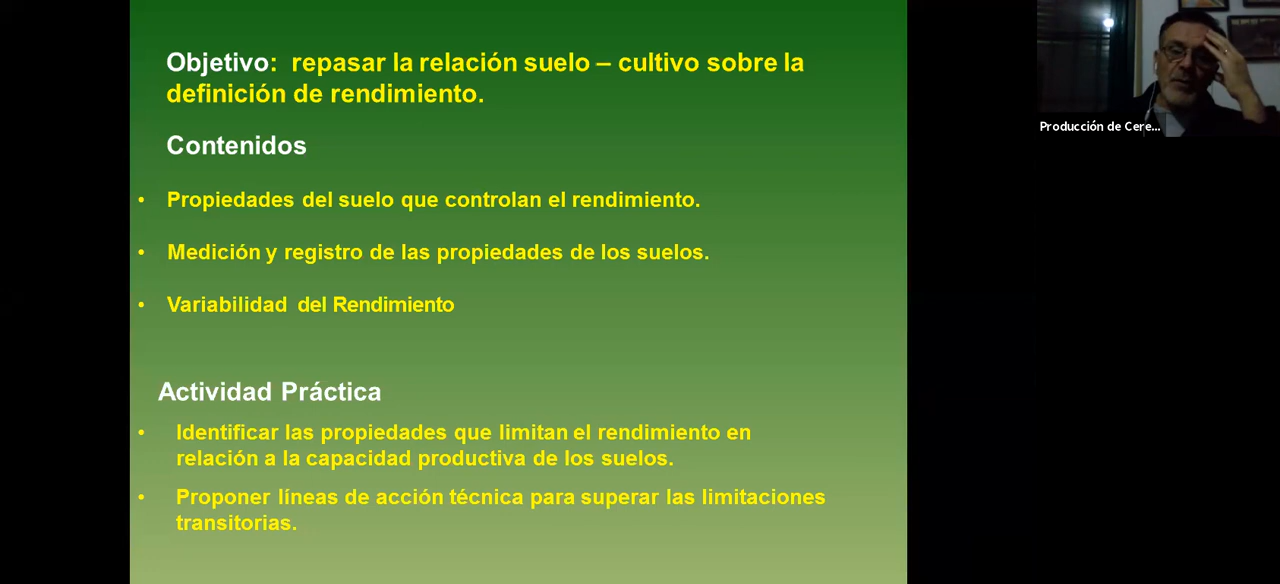 Objetivo: repasar la relación suelo – cultivo sobre la
definición de rendimiento.
Contenidos
• Propiedades del suelo que controlan el rendimiento.
• Medición y registro de las propiedades de los suelos.
• Variabilidad del Rendimiento
Actividad Práctica
• Identificar las propiedades que limitan el rendimiento en
relación a la capacidad productiva de los suelos.
• Proponer líneas de acción técnica para superar las limitaciones
transitorias.
Producción de Cere...